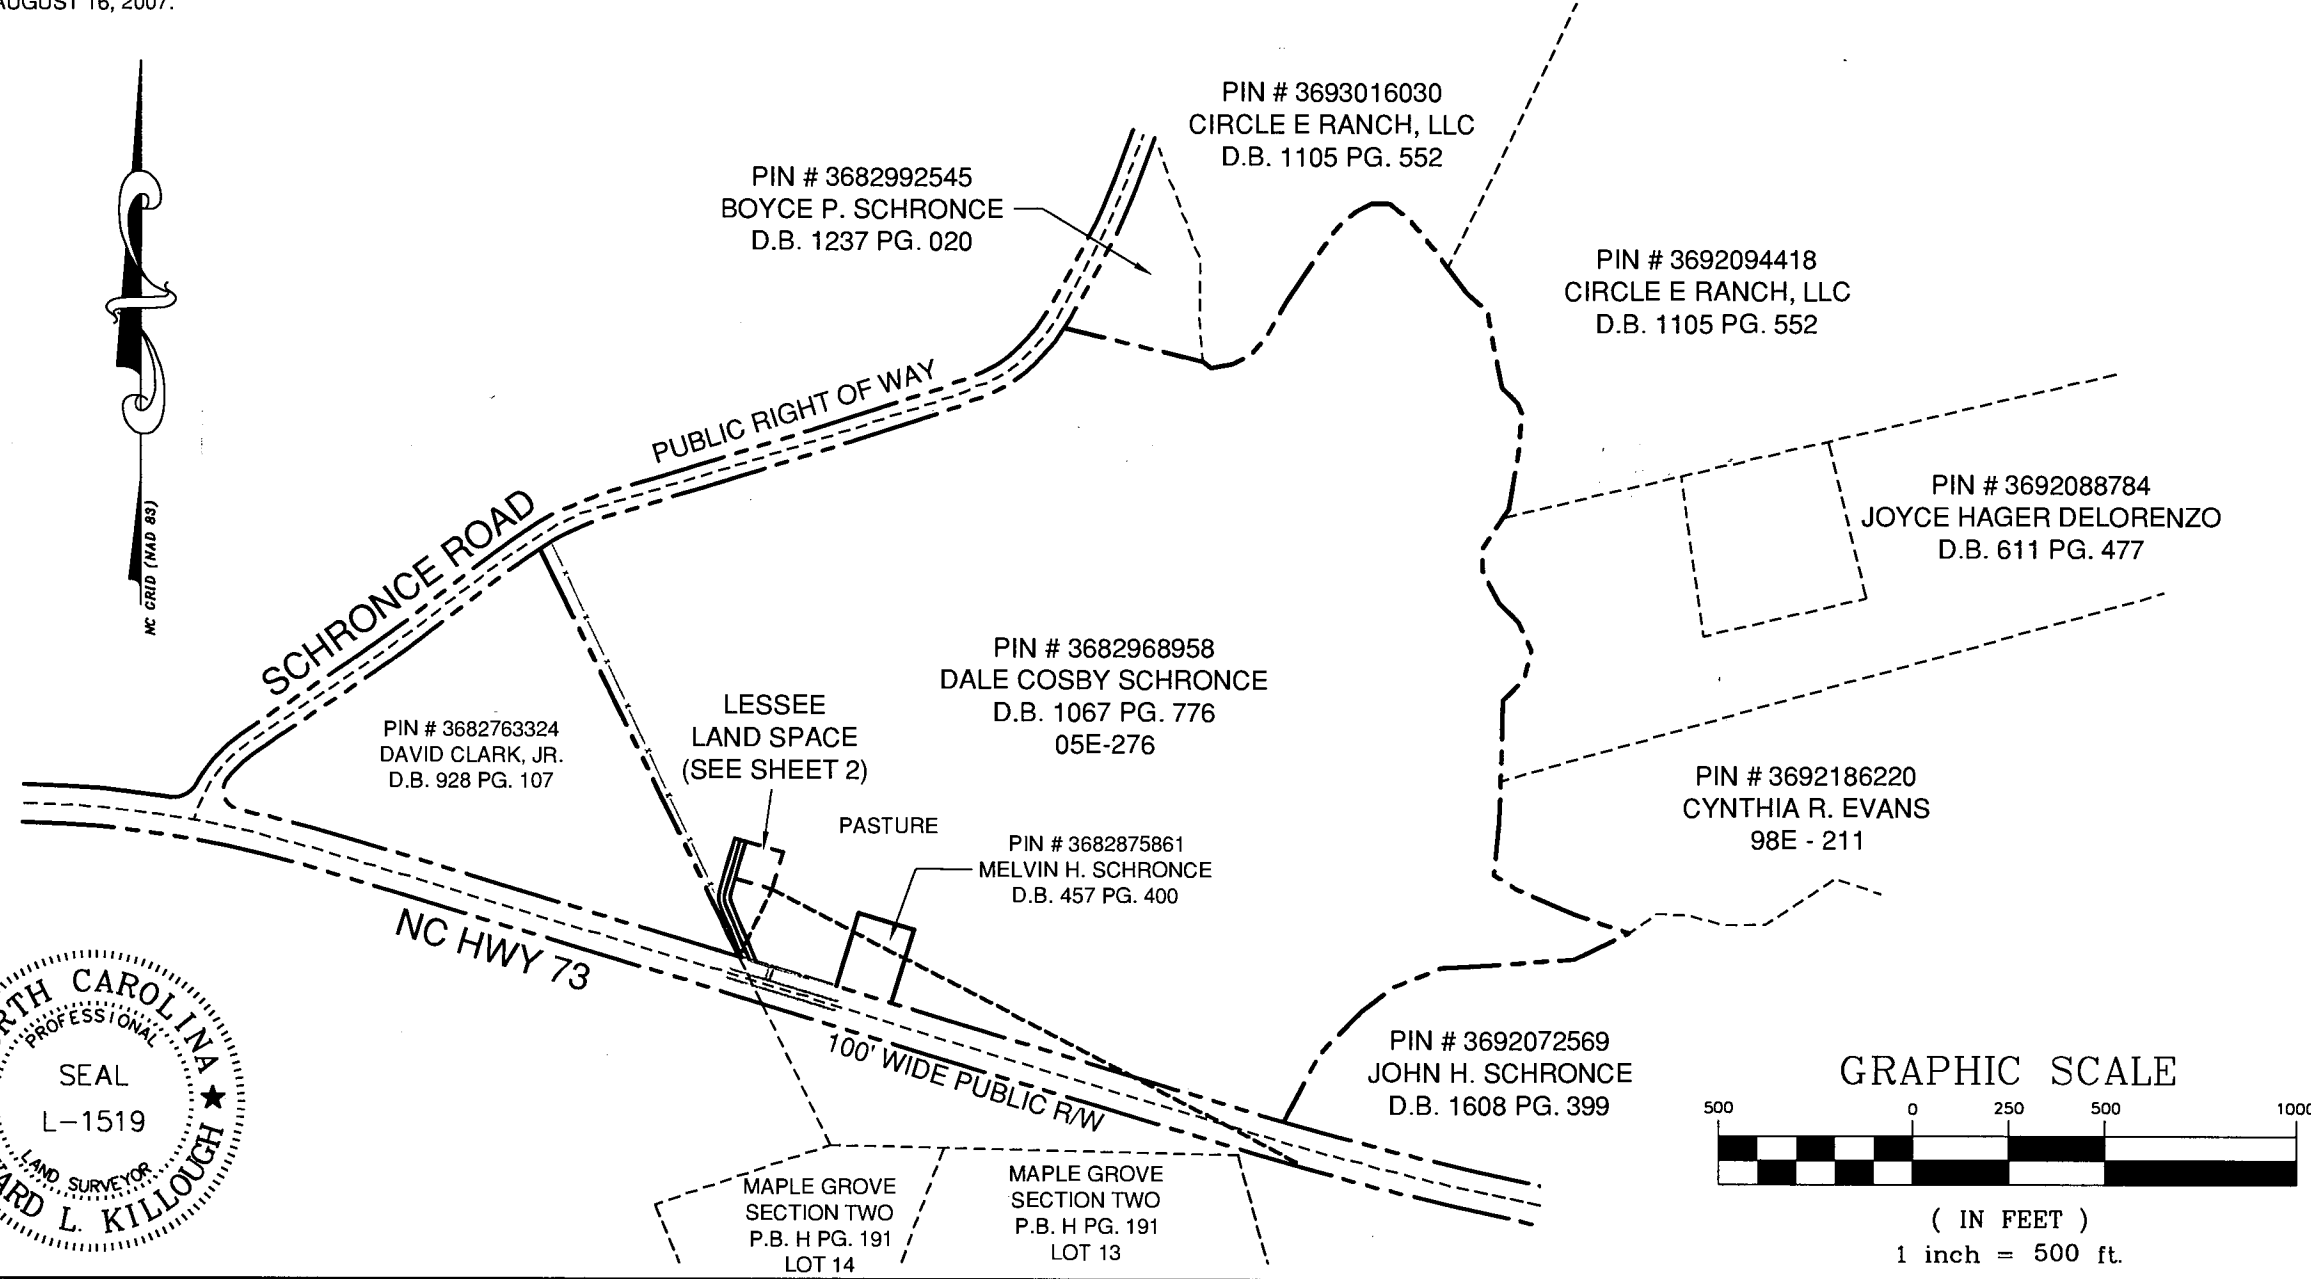 AUGUST 16, 2007.
PIN # 3693016030
CIRCLE E RANCH, LLC
D.B. 1105 PG. 552
PIN # 3682992545
BOYCE P. SCHRONCE
D.B. 1237 PG. 020
PIN # 3692094418
CIRCLE E RANCH, LLC
D.B. 1105 PG. 552
PUBLIC RIGHT OF WAY
SCHRONCE ROAD
NC GRID (NAD 83)
PIN # 3692088784
JOYCE HAGER DELORENZO
D.B. 611 PG. 477
PIN # 3682968958
DALE COSBY SCHRONCE
D.B. 1067 PG. 776
05E-276
LESSEE
LAND SPACE
(SEE SHEET 2)
PIN # 3682763324
DAVID CLARK, JR.
D.B. 928 PG. 107
PASTURE
PIN # 3682875861
MELVIN H. SCHRONCE
D.B. 457 PG. 400
PIN # 3692186220
CYNTHIA R. EVANS
98E - 211
NC HWY 73
100' WIDE PUBLIC R/W
PIN # 3692072569
JOHN H. SCHRONCE
D.B. 1608 PG. 399
RTH CAROLINA
PROFESSIONAL
SEAL
L-1519
LAND SURVEYOR
ARD L. KILLOUGH
MAPLE GROVE
SECTION TWO
P.B. H PG. 191
LOT 14
MAPLE GROVE
SECTION TWO
P.B. H PG. 191
LOT 13
GRAPHIC SCALE
500 0 250 500 1000
( IN FEET )
1 inch = 500 ft.